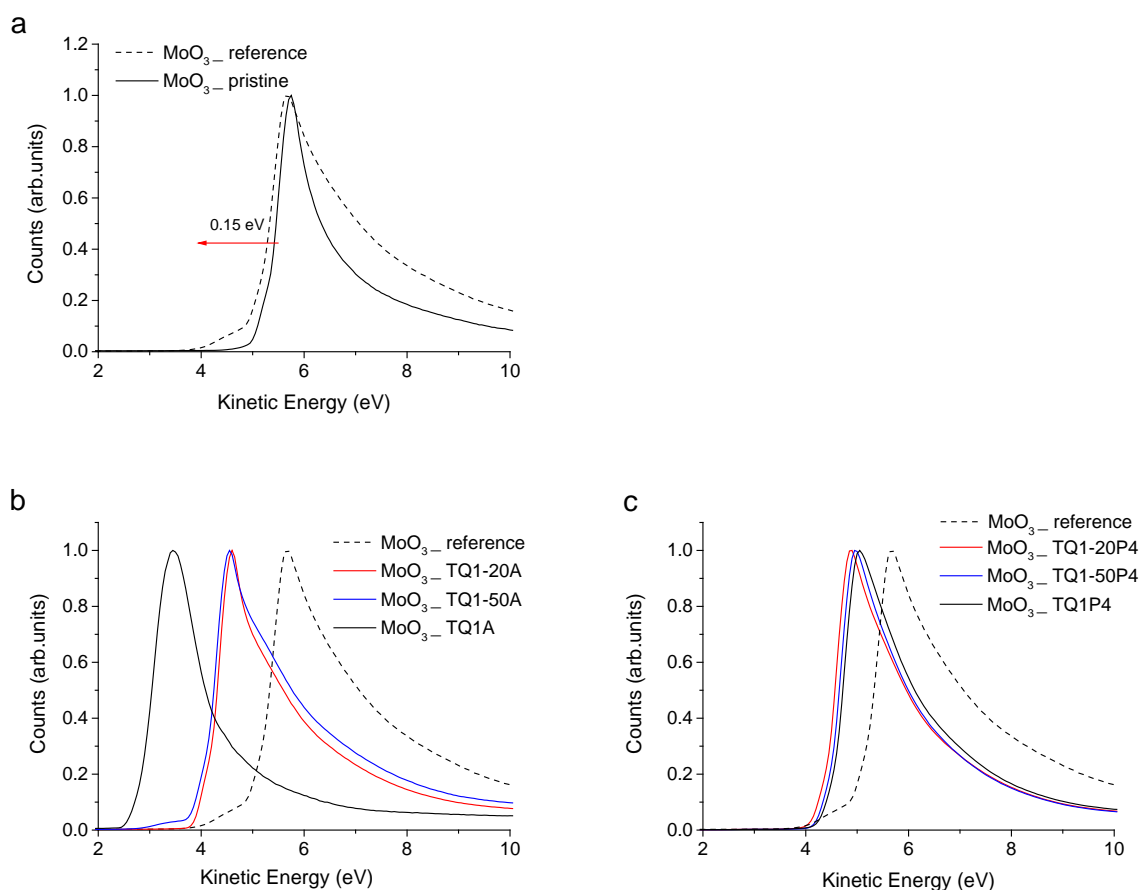 a
MoO₃_ reference
MoO₃_ pristine
0.15 eV
Counts (arb.units)
1.2
1.0
0.8
0.6
0.4
0.2
0.0
2 4 6 8 10
Kinetic Energy (eV)
b
MoO₃_ reference
MoO₃_ TQ1-20A
MoO₃_ TQ1-50A
MoO₃_ TQ1A
Counts (arb.units)
1.0
0.8
0.6
0.4
0.2
0.0
2 4 6 8 10
Kinetic Energy (eV)
c
MoO₃_ reference
MoO₃_ TQ1-20P4
MoO₃_ TQ1-50P4
MoO₃_ TQ1P4
Counts (arb.units)
1.0
0.8
0.6
0.4
0.2
0.0
2 4 6 8 10
Kinetic Energy (eV)